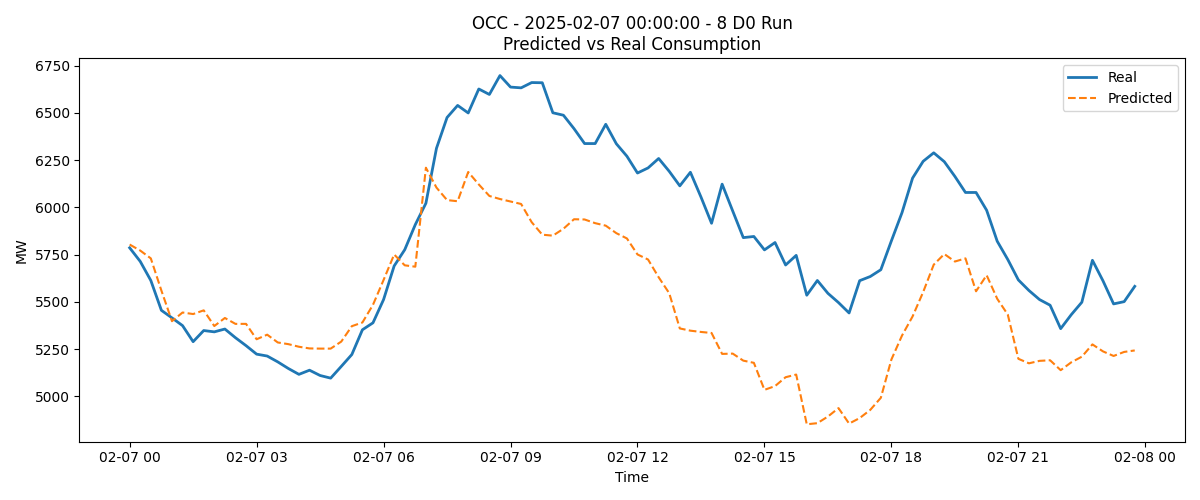 OCC - 2025-02-07 00:00:00 - 8 D0 Run
Predicted vs Real Consumption
Real
Predicted
6750
6500
6250
6000
5750
5500
5250
5000
MW
02-07 00
02-07 03
02-07 06
02-07 09
02-07 12
02-07 15
02-07 18
02-07 21
02-08 00
Time